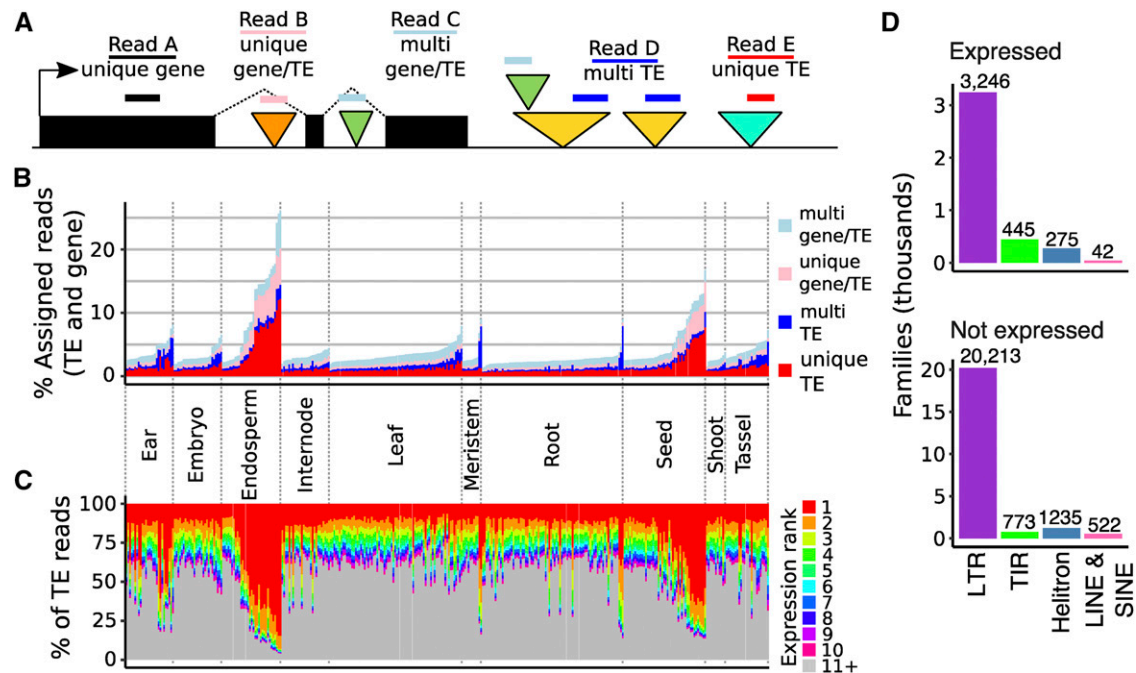 A
Read A
unique gene
Read B
unique
gene/TE
Read C
multi
gene/TE
Read D
multi TE
Read E
unique TE
B
% Assigned reads
(TE and gene)
20
10
0
multi
gene/TE
unique
gene/TE
multi
TE
unique
TE
Ear
Embryo
Endosperm
Internode
Leaf
Meristem
Root
Seed
Shoot
Tassel
C
% of TE reads
100
75
50
25
0
Expression rank
1
2
3
4
5
6
7
8
9
10
11+
D
Families (thousands)
Expressed
3,246
445
275
42
3
2
1
0
Not expressed
20,213
773
1235
522
20
15
10
5
0
LTR
TIR
Helitron
LINE &
SINE